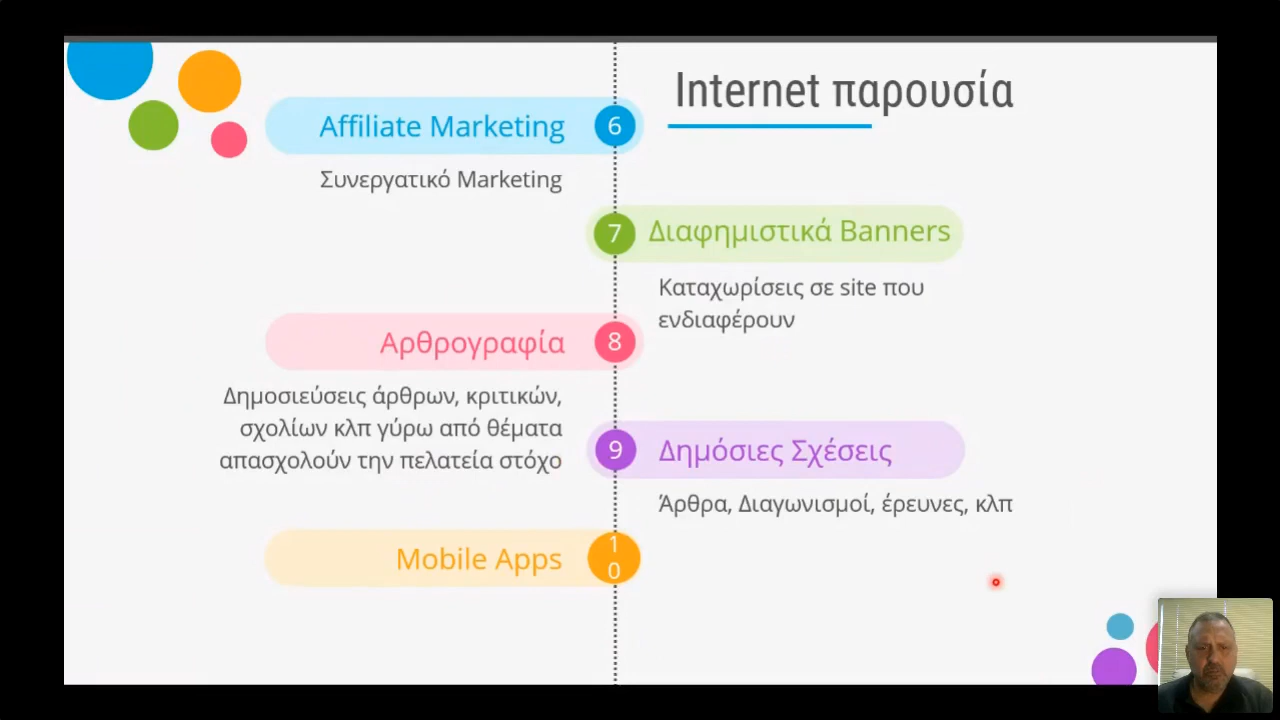 Internet παρουσία
Affiliate Marketing
6
Συνεργατικό Marketing
7
Διαφημιστικά Banners
Καταχωρίσεις σε site που
ενδιαφέρουν
Αρθρογραφία
8
Δημοσιεύσεις άρθρων, κριτικών,
σχολίων κλπ γύρω από θέματα
απασχολούν την πελατεία στόχο
9
Δημόσιες Σχέσεις
Άρθρα, Διαγωνισμοί, έρευνες, κλπ
Mobile Apps
1
0